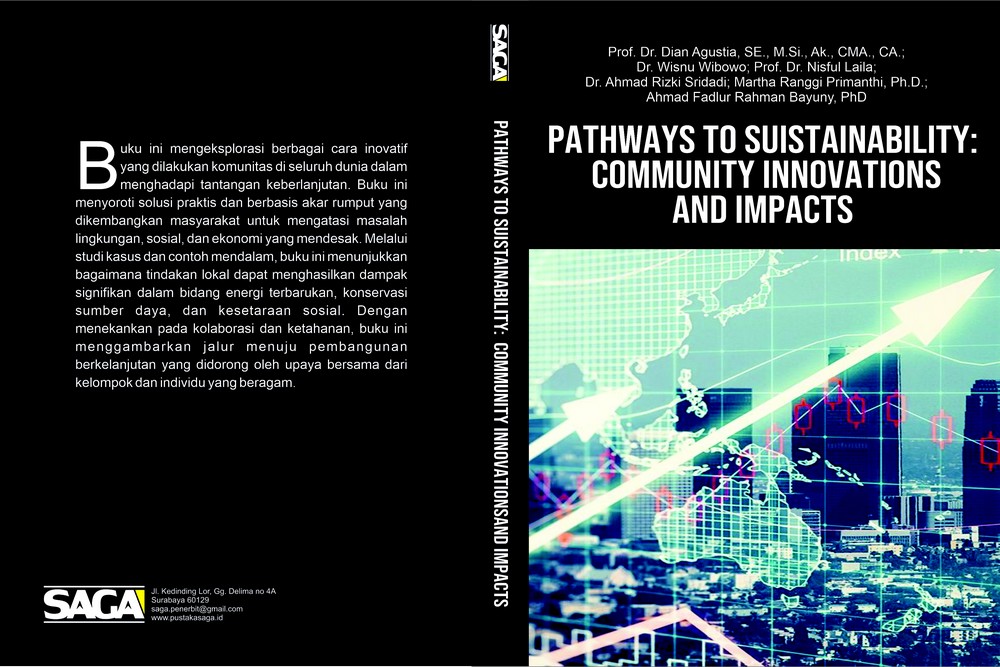 Buku ini mengeksplorasi berbagai cara inovatif
yang dilakukan komunitas di seluruh dunia dalam
menghadapi tantangan keberlanjutan. Buku ini
menyoroti solusi praktis dan berbasis akar rumput yang
dikembangkan masyarakat untuk mengatasi masalah
lingkungan, sosial, dan ekonomi yang mendesak. Melalui
studi kasus dan contoh mendalam, buku ini menunjukkan
bagaimana tindakan lokal dapat menghasilkan dampak
signifikan dalam bidang energi terbarukan, konservasi
sumber daya, dan kesetaraan sosial. Dengan
menekankan pada kolaborasi dan ketahanan, buku ini
menggambarkan jalur menuju pembangunan
berkelanjutan yang didorong oleh upaya bersama dari
kelompok dan individu yang beragam.
SAGA
Jl. Kedinding Lor, Gg. Delima no 4A
Surabaya 60129
saga.penerbit@gmail.com
www.pustakasaga.id
SAGA
PATHWAYS TO SUISTAINABILITY: COMMUNITY INNOVATIONSAND IMPACTS
Prof. Dr. Dian Agustia, SE., M.Si., Ak., CMA., CA.;
Dr. Wisnu Wibowo; Prof. Dr. Nisful Laila;
Dr. Ahmad Rizki Sridadi; Martha Ranggi Primanthi, Ph.D.;
Ahmad Fadlur Rahman Bayuny, PhD
PATHWAYS TO SUISTAINABILITY:
COMMUNITY INNOVATIONS
AND IMPACTS
Index